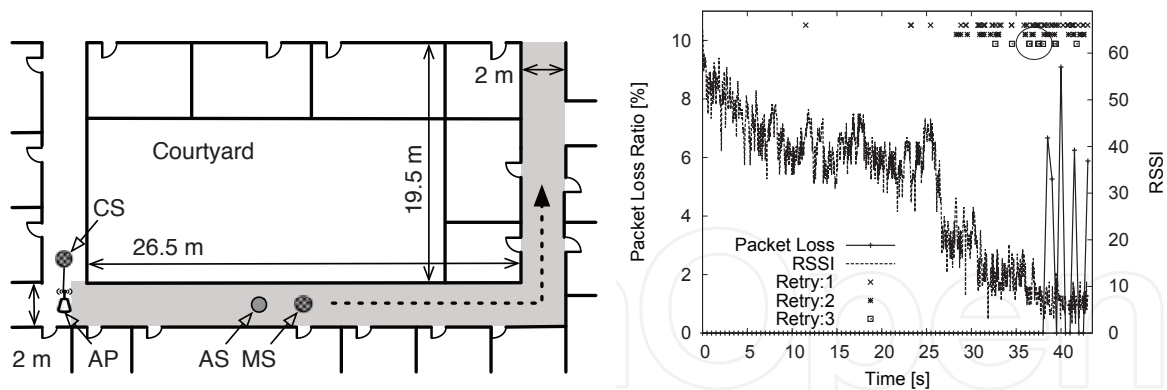 2 m
Courtyard
19.5 m
CS
26.5 m
2 m
AP
AS
MS
Packet Loss Ratio [%]
10
8
6
4
2
0
60
50
40
30
20
10
0
RSSI
Packet Loss
RSSI
Retry:1
Retry:2
Retry:3
0 5 10 15 20 25 30 35 40 45
Time [s]
Open